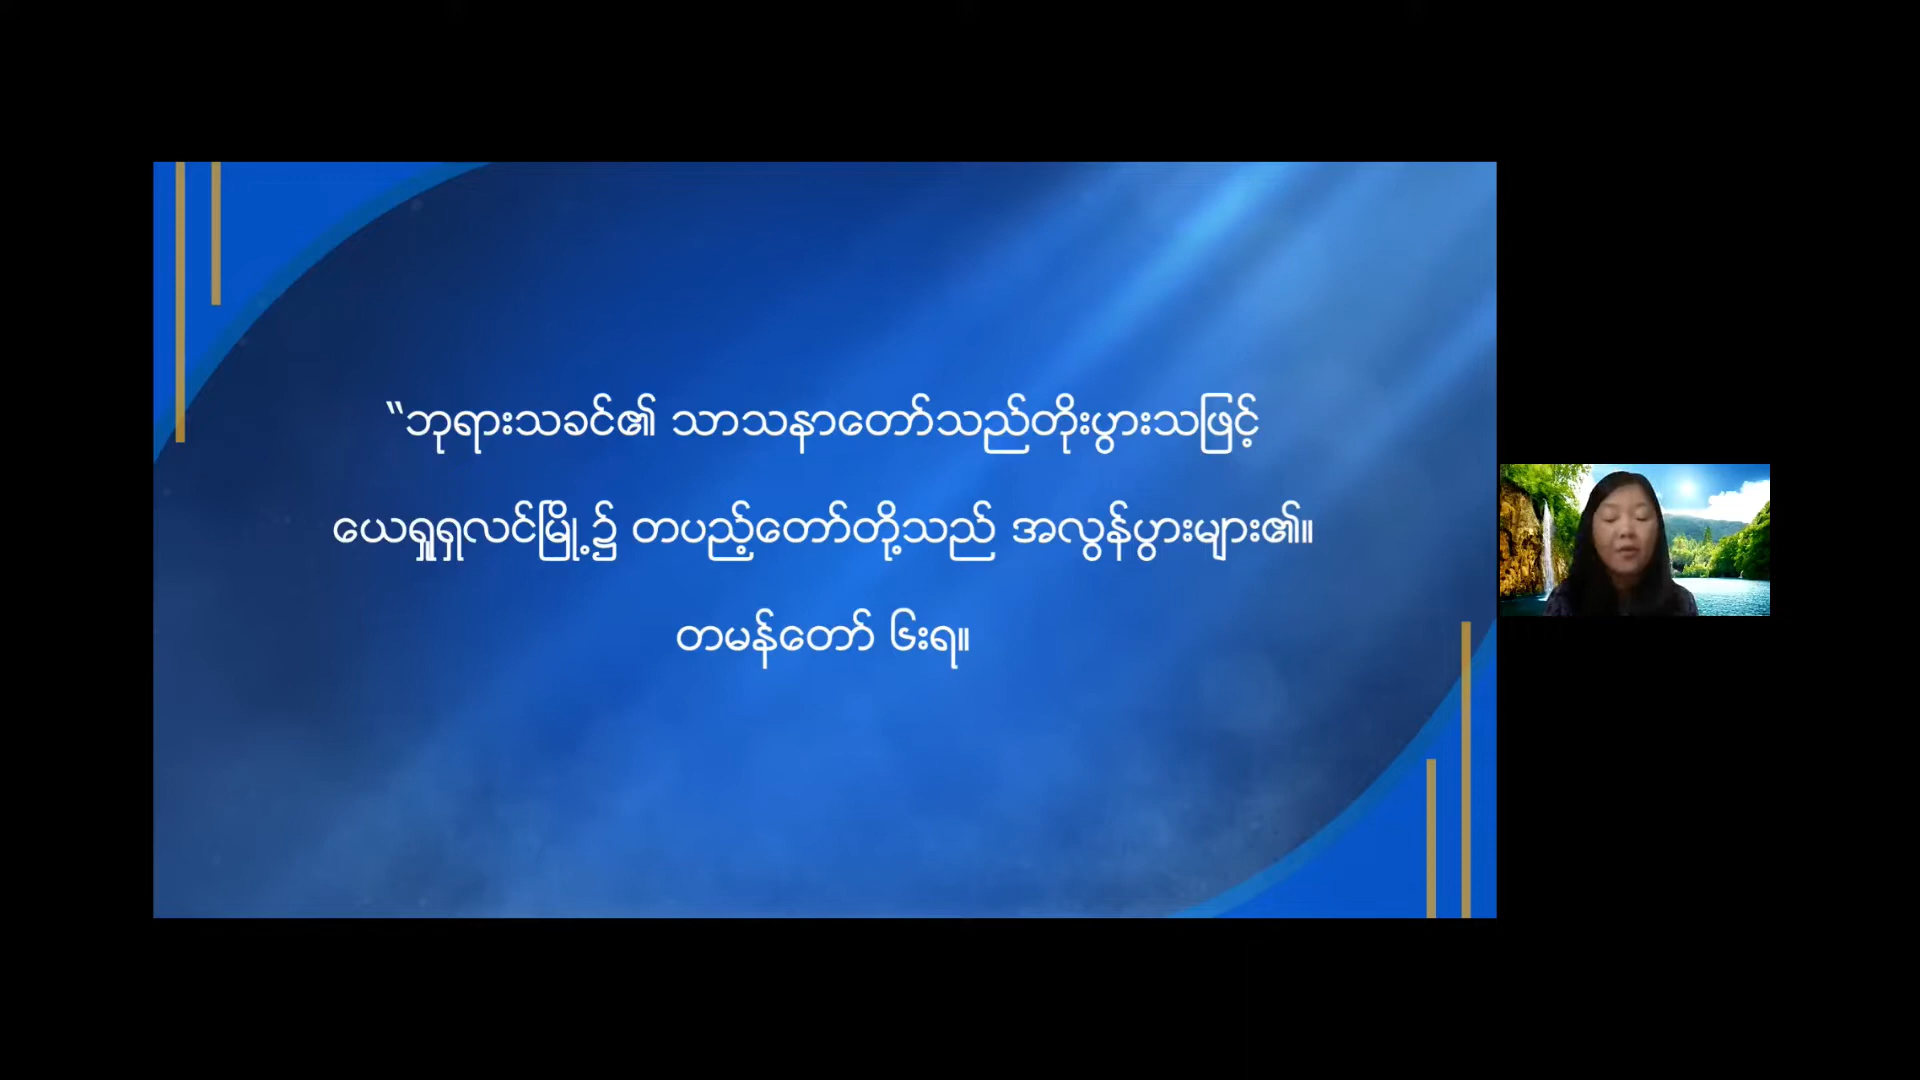 “ဘုရားသခင်၏ သာသနာတော်သည်တိုးပွားသဖြင့်
ယေရှုရှလင်မြို့၌ တပည့်တော်တို့သည် အလွန်ပွားများ၏။
တမန်တော် ၆းရ။